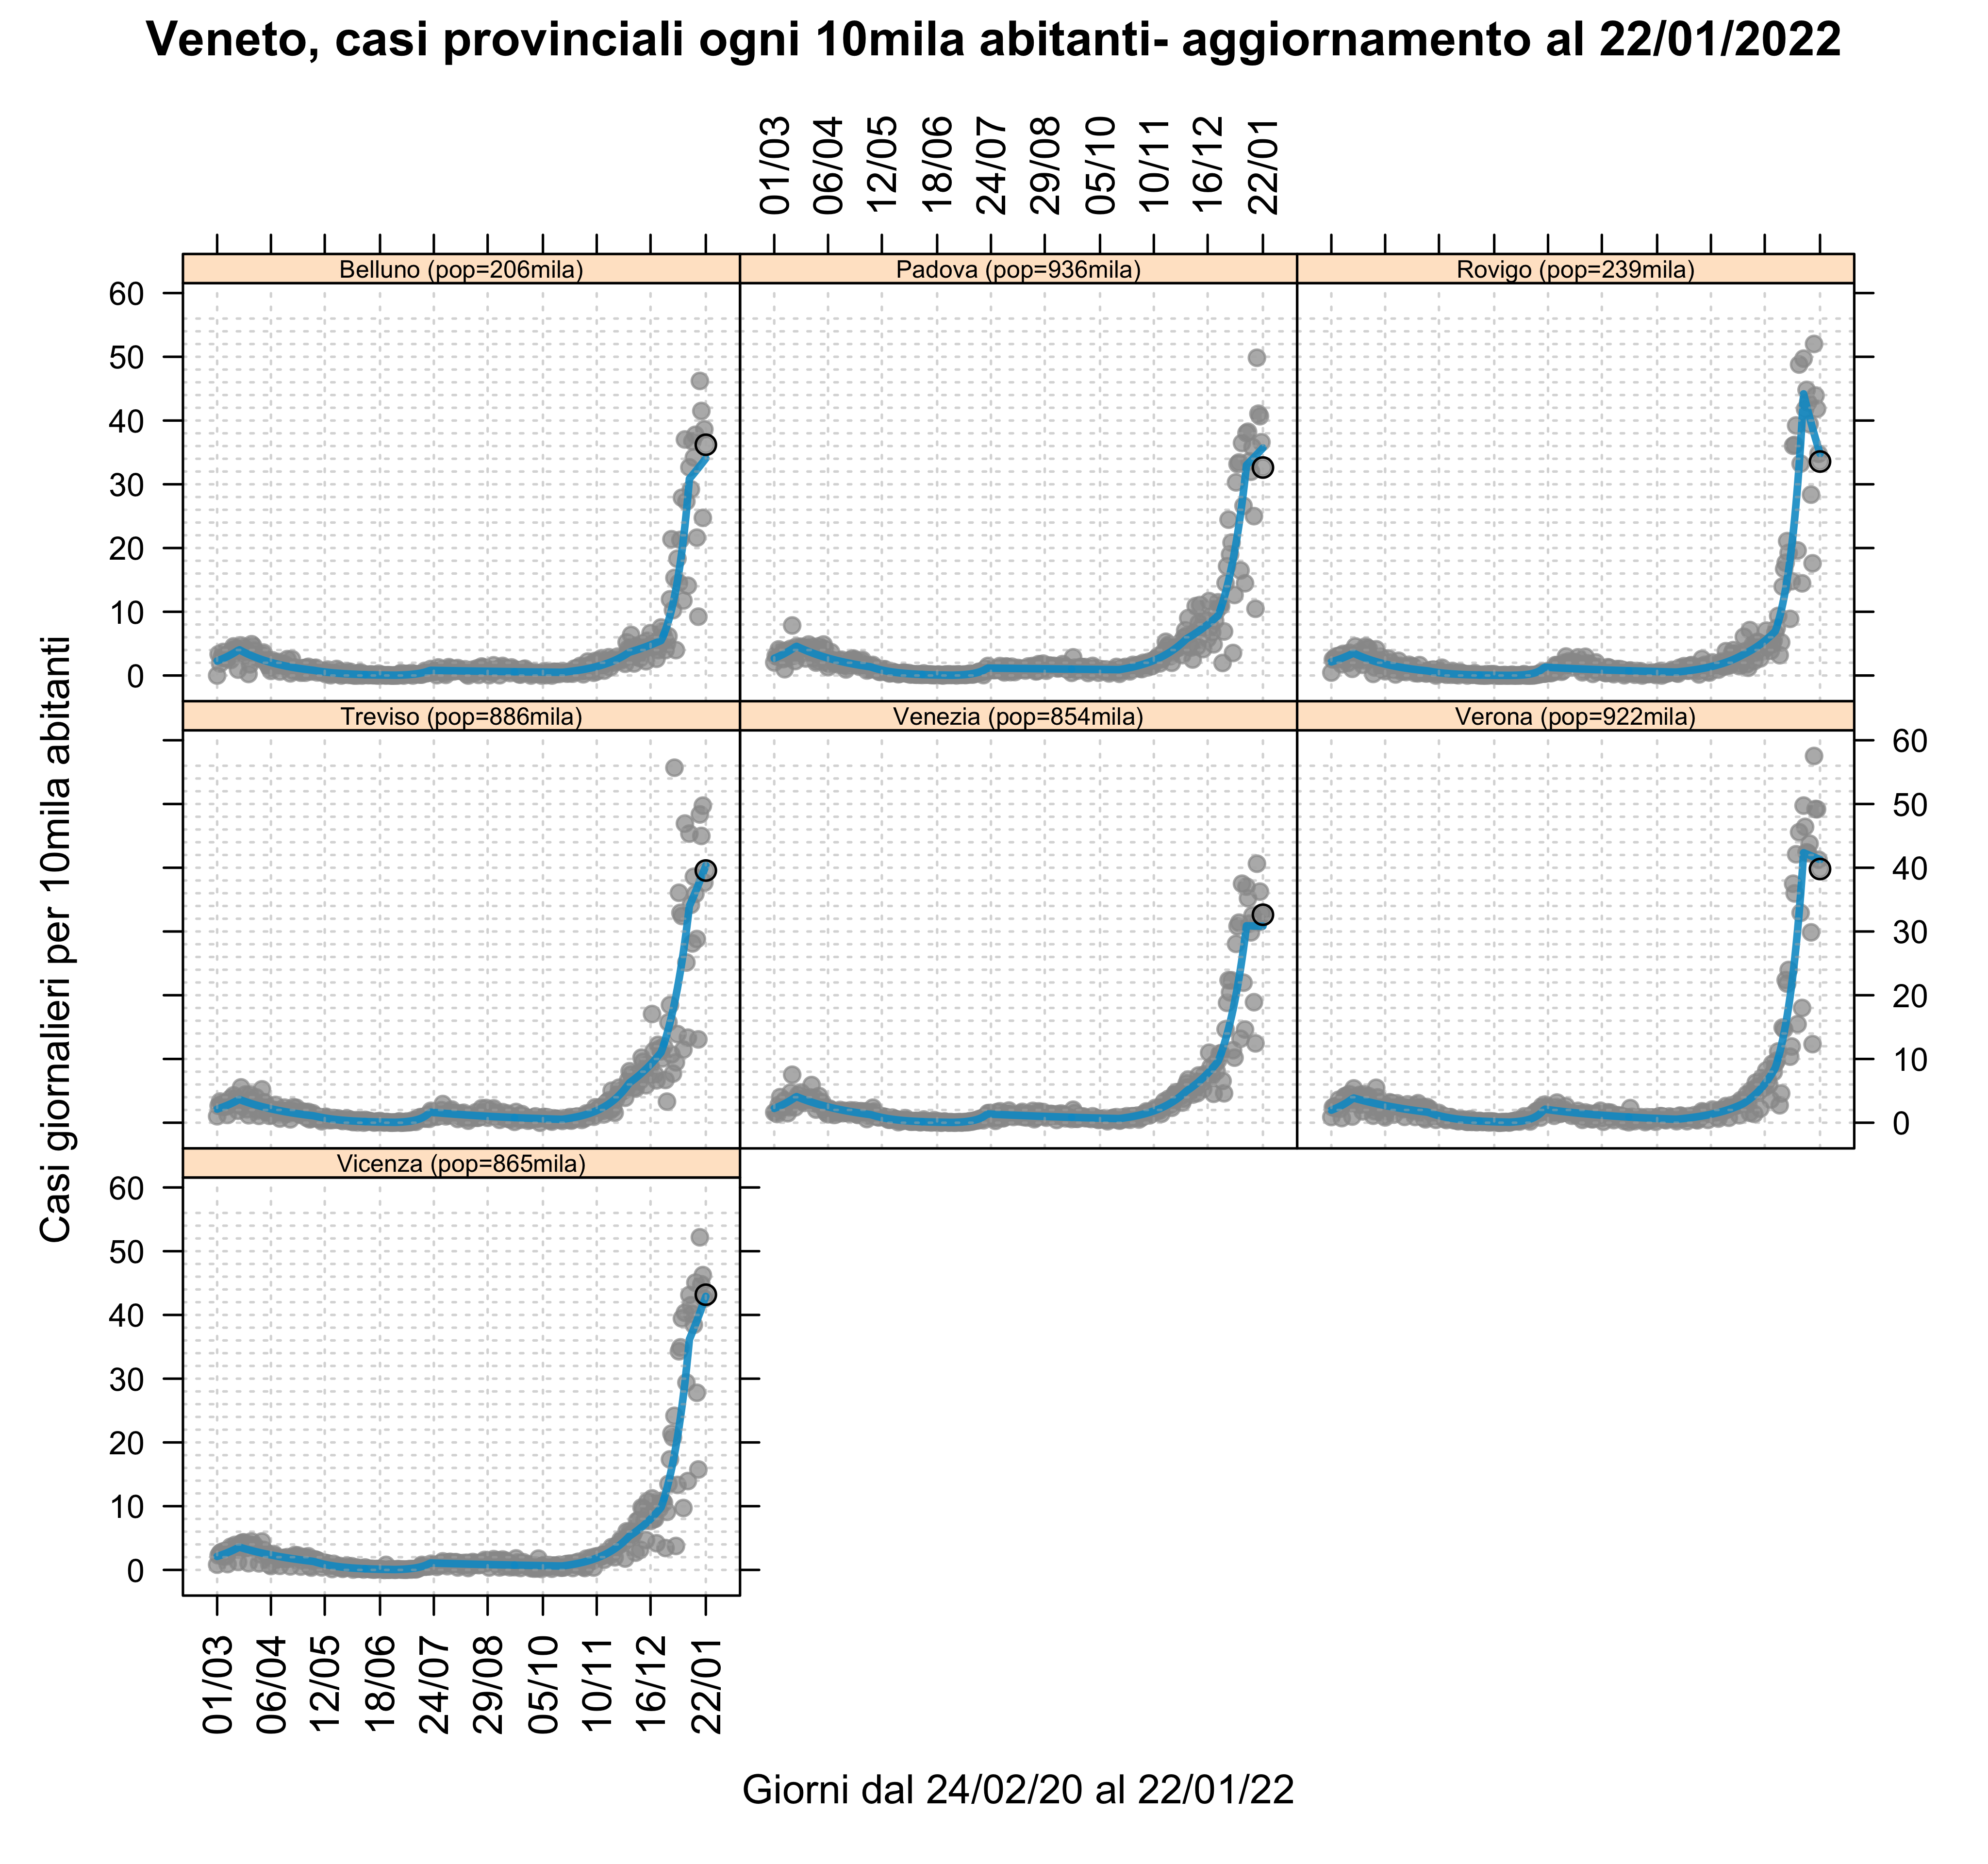 Veneto, casi provinciali ogni 10mila abitanti- aggiornamento al 22/01/2022
01/03 06/04 12/05 18/06 24/07 29/08 05/10 10/11 16/12 22/01
Belluno (pop=206mila)
Padova (pop=936mila)
Rovigo (pop=239mila)
60
50
40
30
20
10
0
Treviso (pop=886mila)
Venezia (pop=854mila)
Verona (pop=922mila)
60
50
40
30
20
10
0
Vicenza (pop=865mila)
60
50
40
30
20
10
0
01/03 06/04 12/05 18/06 24/07 29/08 05/10 10/11 16/12 22/01
Casi giornalieri per 10mila abitanti
Giorni dal 24/02/20 al 22/01/22